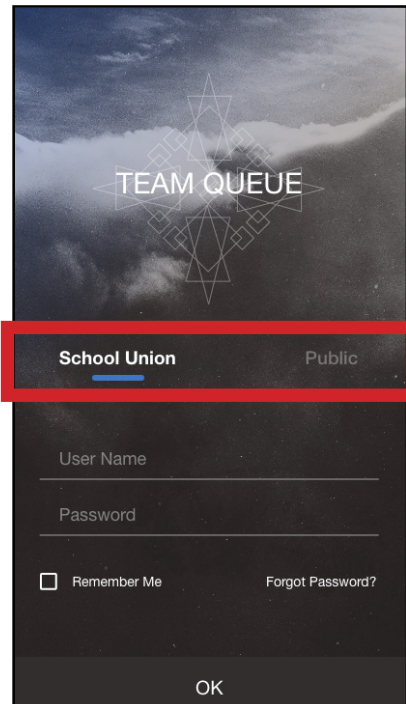 TEAM QUEUE
School Union Public
User Name
Password
Remember Me Forgot Password?
OK